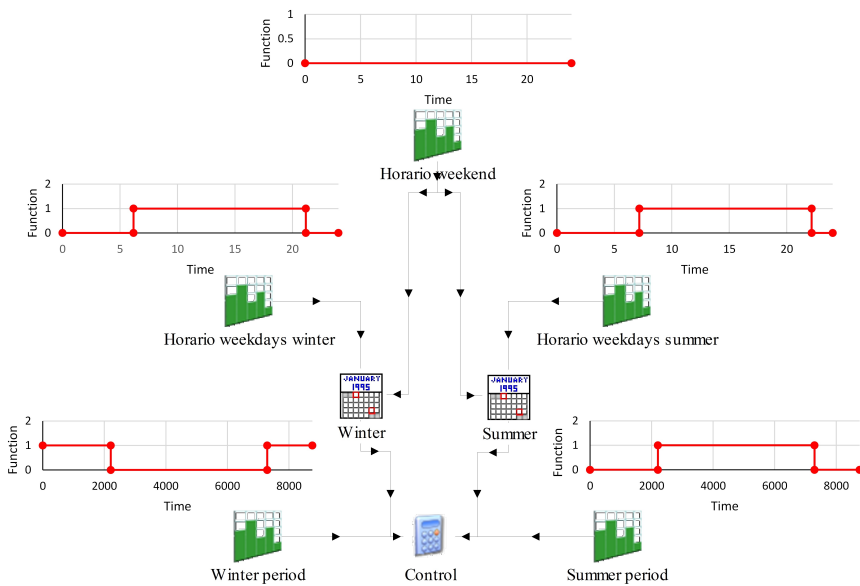 1
0.5
0
Function
0 5 10 15 20
Time
Horario weekend
2
1
0
Function
0 5 10 15 20
Time
2
1
0
Function
0 5 10 15 20
Time
Horario weekdays winter
Horario weekdays summer
JANUARY
1995
JANUARY
1995
Winter
Summer
2
1
0
Function
0 2000 4000 6000 8000
Time
2
1
0
Function
0 2000 4000 6000 8000
Time
Winter period
Control
Summer period